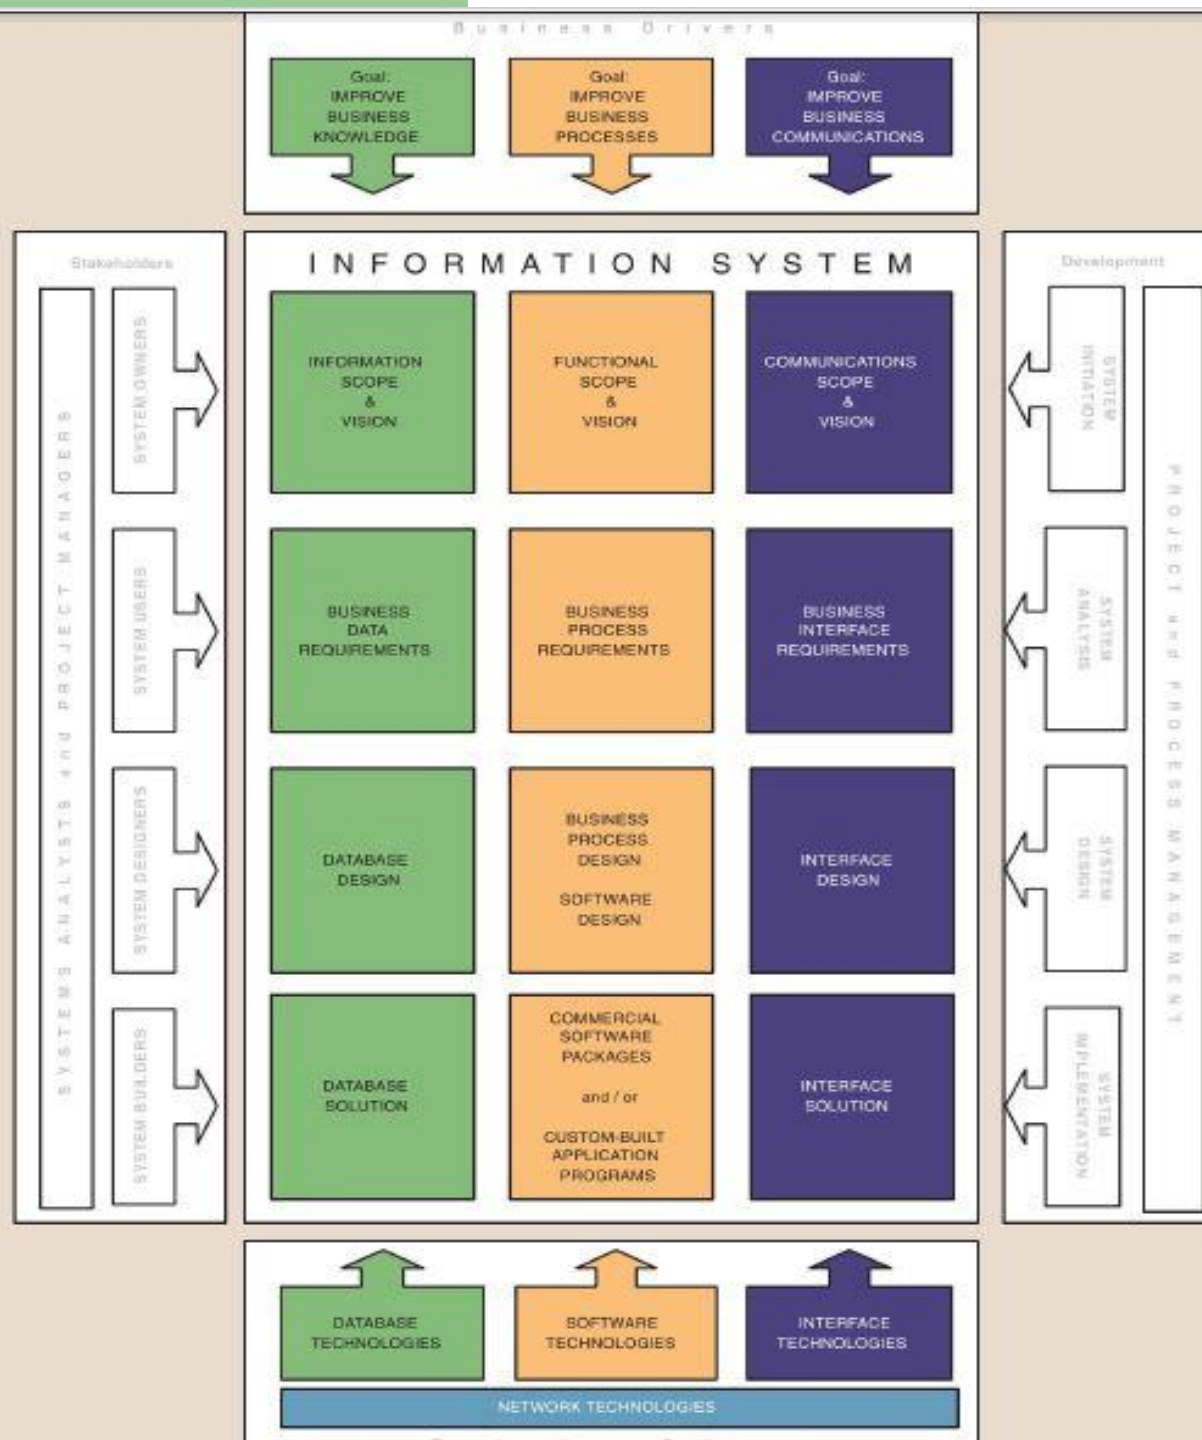 Business Drivers
Goal:
IMPROVE
BUSINESS
KNOWLEDGE
Goal:
IMPROVE
BUSINESS
PROCESSES
Goal:
IMPROVE
BUSINESS
COMMUNICATIONS
Stakeholders
SYSTEMS ANALYSTS and PROJECT MANAGERS
SYSTEM OWNERS
SYSTEM USERS
SYSTEM DESIGNERS
SYSTEM BUILDERS
INFORMATION SYSTEM
INFORMATION
SCOPE
&
VISION
FUNCTIONAL
SCOPE
&
VISION
COMMUNICATIONS
SCOPE
&
VISION
BUSINESS
DATA
REQUIREMENTS
BUSINESS
PROCESS
REQUIREMENTS
BUSINESS
INTERFACE
REQUIREMENTS
DATABASE
DESIGN
BUSINESS
PROCESS
DESIGN
SOFTWARE
DESIGN
INTERFACE
DESIGN
DATABASE
SOLUTION
COMMERCIAL
SOFTWARE
PACKAGES
and / or
CUSTOM-BUILT
APPLICATION
PROGRAMS
INTERFACE
SOLUTION
Development
SYSTEM
INITIATION
SYSTEM
ANALYSIS
SYSTEM
DESIGN
SYSTEM
IMPLEMENTATION
PROJECT and PROCESS MANAGEMENT
DATABASE
TECHNOLOGIES
SOFTWARE
TECHNOLOGIES
INTERFACE
TECHNOLOGIES
NETWORK TECHNOLOGIES